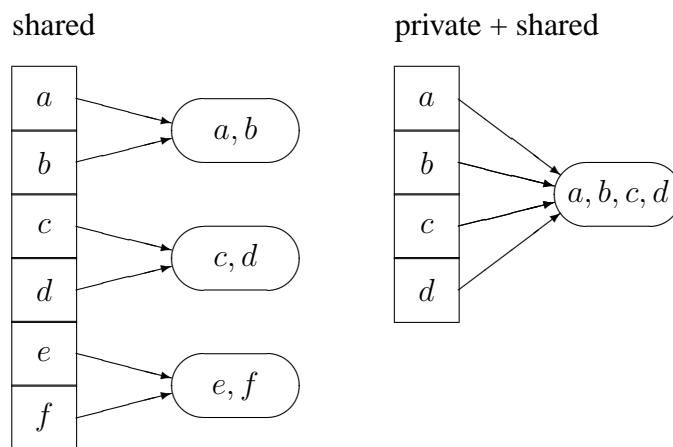 shared
a
b
c
d
e
f
a, b
c, d
e, f
private + shared
a
b
c
d
a, b, c, d